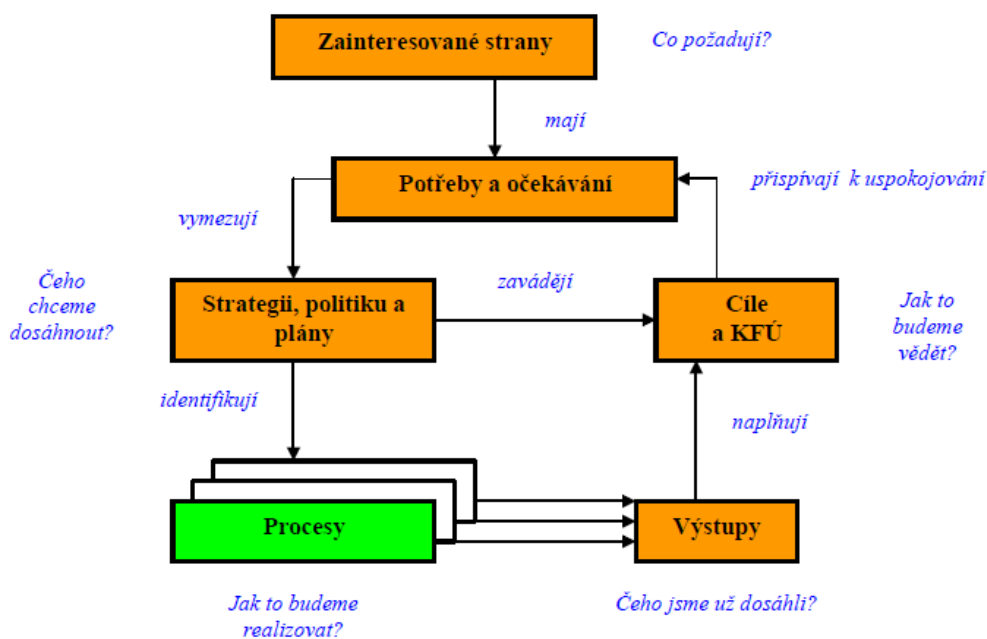 Zainteresované strany
Co požadují?
mají
Potřeby a očekávání
přispívají k uspokojování
vymezují
Čeho
chceme
dosáhnout?
Strategii, politiku a
plány
zavádějí
Cíle
a KFÚ
Jak to
budeme
vědět?
identifikují
naplňují
Procesy
Výstupy
Jak to budeme
realizovat?
Čeho jsme už dosáhli?